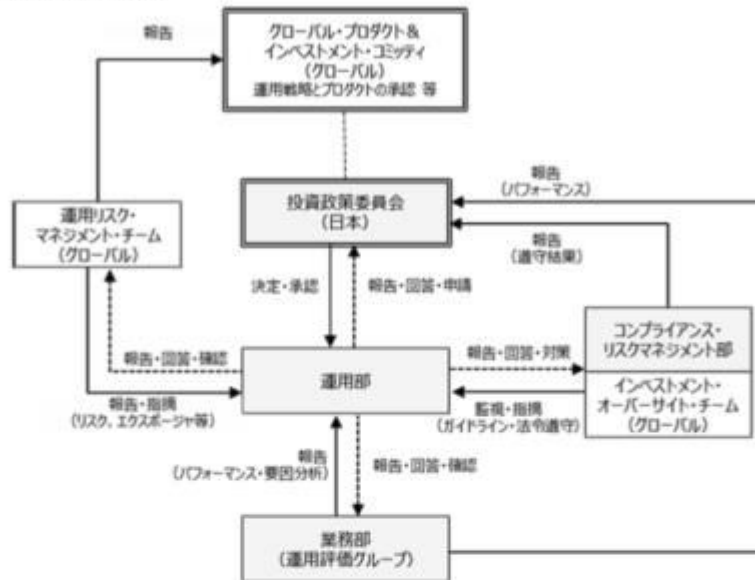 報告
グローバル・プロダクト&
インベストメント・コミッティ
(グローバル)
運用戦略とプロダクトの承認 等
報告
(パフォーマンス)
投資政策委員会
(日本)
運用リスク・
マネジメント・チーム
(グローバル)
報告
(遵守結果)
決定・承認
報告・回答・申請
コンプライアンス・
リスクマネジメント部
報告・回答・確認
報告・回答・対策
運用部
インベストメント・
オーバーサイト・チーム
(グローバル)
報告・指摘
(リスク、エクスポージャ等)
監視・指摘
(ガイドライン・法令遵守)
報告
(パフォーマンス・要因分析)
報告・回答・確認
業務部
(運用評価グループ)